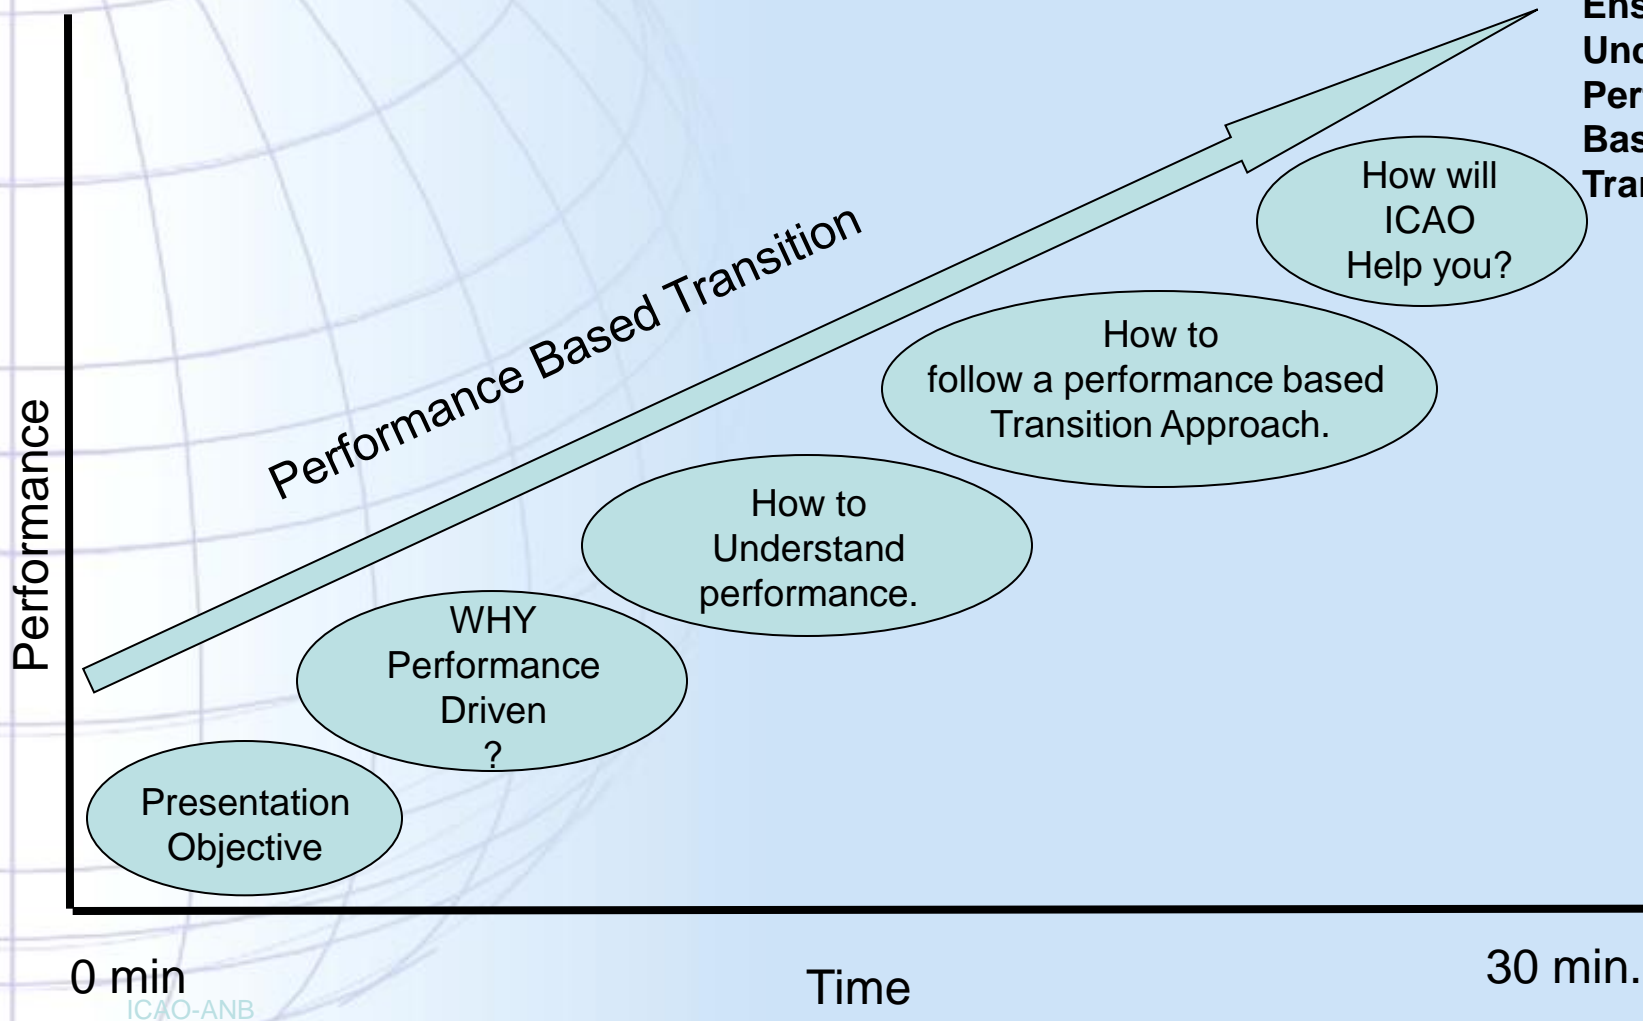 How will
ICAO
Help you?
Performance Based Transition
How to
follow a performance based
Transition Approach.
How to
Understand
performance.
WHY
Performance
Driven
?
Presentation
Objective
Performance
0 min
Time
30 min.
ICAO-ANB